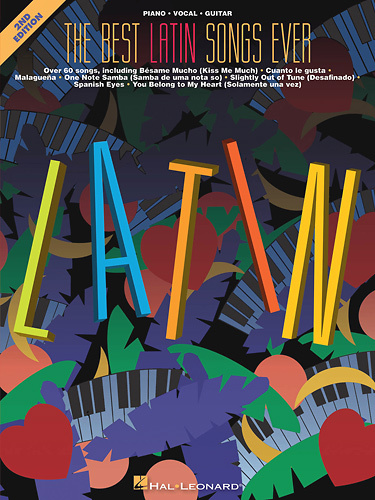 PIANO • VOCAL • GUITAR
2ND EDITION
THE BEST LATIN SONGS EVER
Over 60 songs, including Bésame Mucho (Kiss Me Much) • Cuanto le gusta •
Malagueña • One Note Samba (Samba de uma nota so) • Slightly Out of Tune (Desafinado) •
Spanish Eyes • You Belong to My Heart (Solamente una vez)
LATIN
HAL•LEONARD®